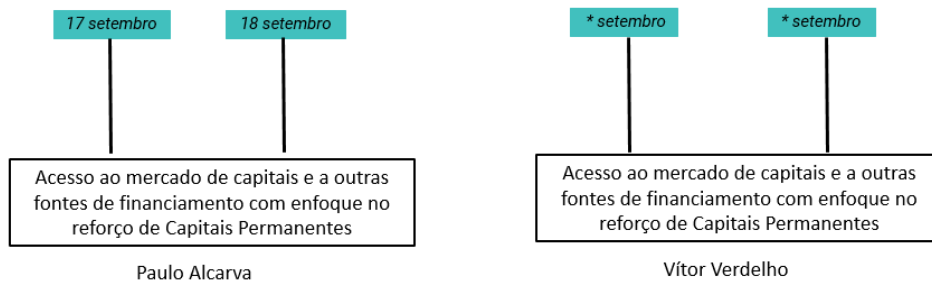 17 setembro
18 setembro
* setembro
* setembro
Acesso ao mercado de capitais e a outras
fontes de financiamento com enfoque no
reforço de Capitais Permanentes
Paulo Alcarva
Acesso ao mercado de capitais e a outras
fontes de financiamento com enfoque no
reforço de Capitais Permanentes
Vítor Verdelho